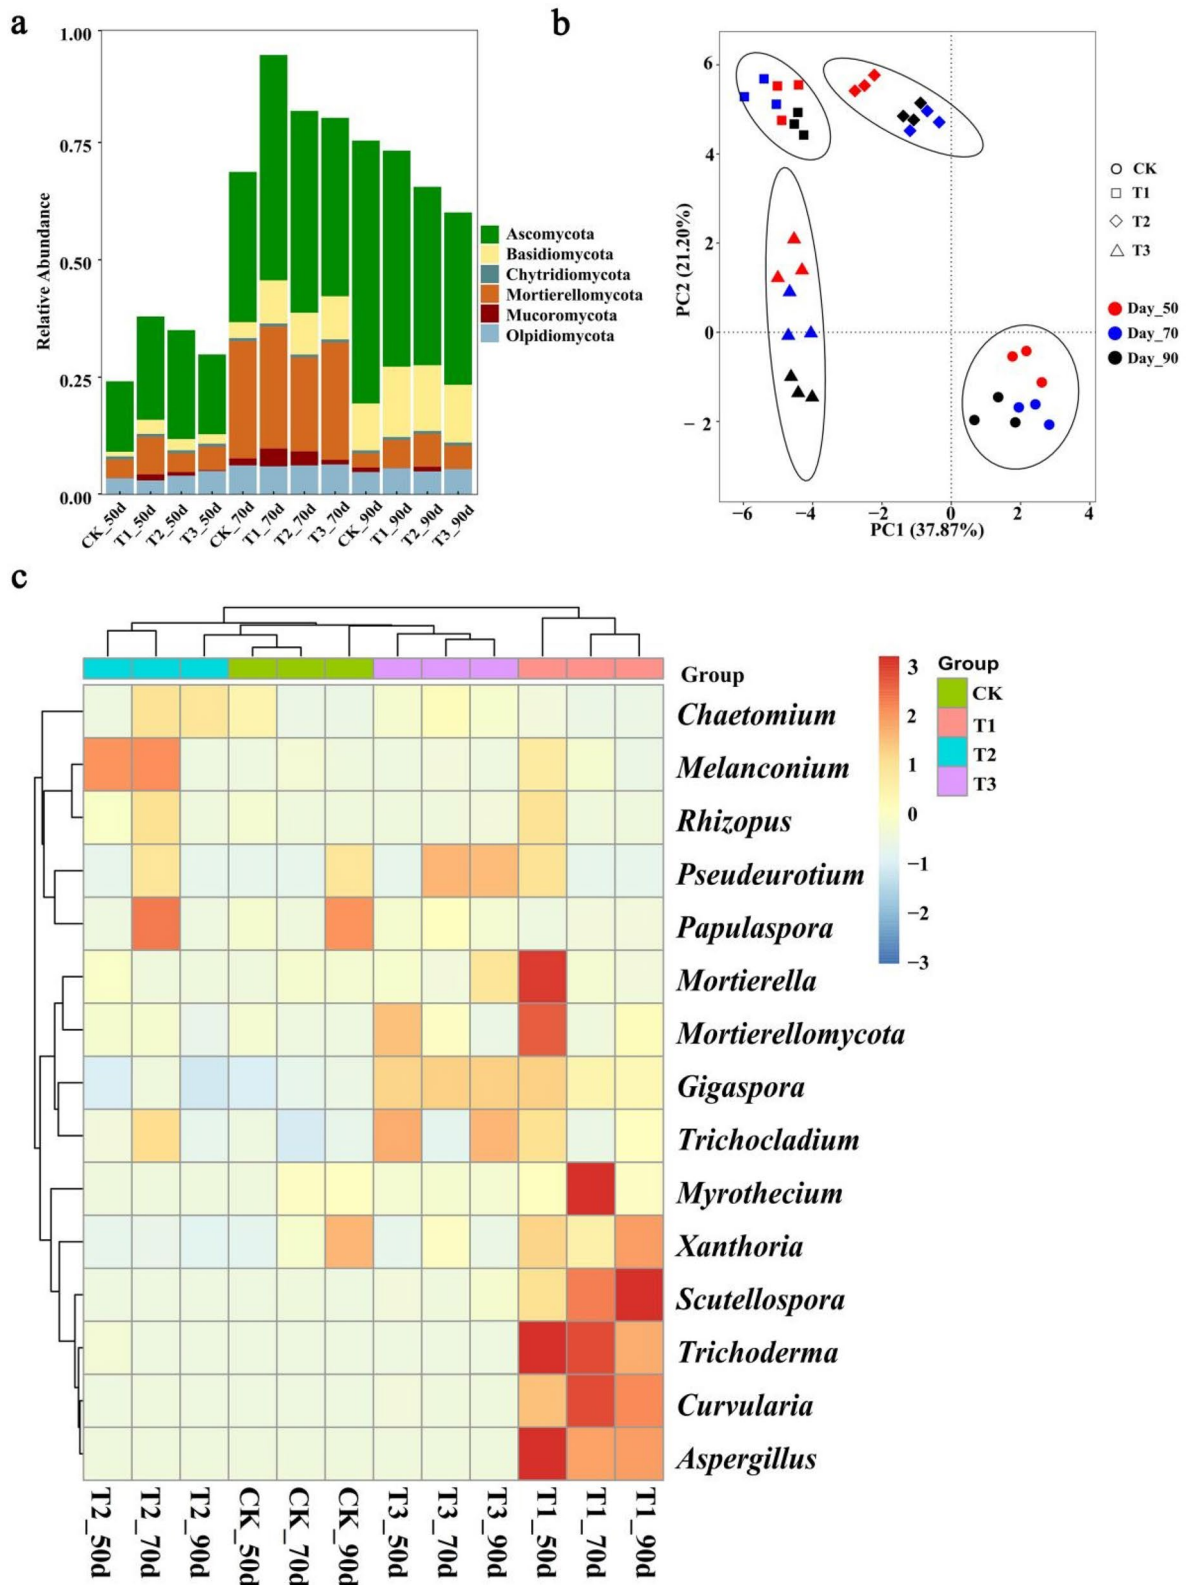 a
1.00
0.75
0.50
0.25
0.00
Relative Abundance
CK_50d
T1_50d
T2_50d
T3_50d
CK_70d
T1_70d
T2_70d
T3_70d
CK_90d
T1_90d
T2_90d
T3_90d
Ascomycota
Basidiomycota
Chytridiomycota
Mortierellomycota
Mucoromycota
Olpidiomycota
b
6
4
2
0
−2
PC2 (21.20%)
−6
−4
−2
0
2
4
PC1 (37.87%)
CK
T1
T2
T3
Day_50
Day_70
Day_90
c
Group
Chaetomium
Melanconium
Rhizopus
Pseudeurotium
Papulaspora
Mortierella
Mortierellomycota
Gigaspora
Trichocladium
Myrothecium
Xanthoria
Scutellospora
Trichoderma
Curvularia
Aspergillus
T2_50d
T2_70d
T2_90d
CK_50d
CK_70d
CK_90d
T3_50d
T3_70d
T3_90d
T1_50d
T1_70d
T1_90d
3
2
1
0
−1
−2
−3
Group
CK
T1
T2
T3